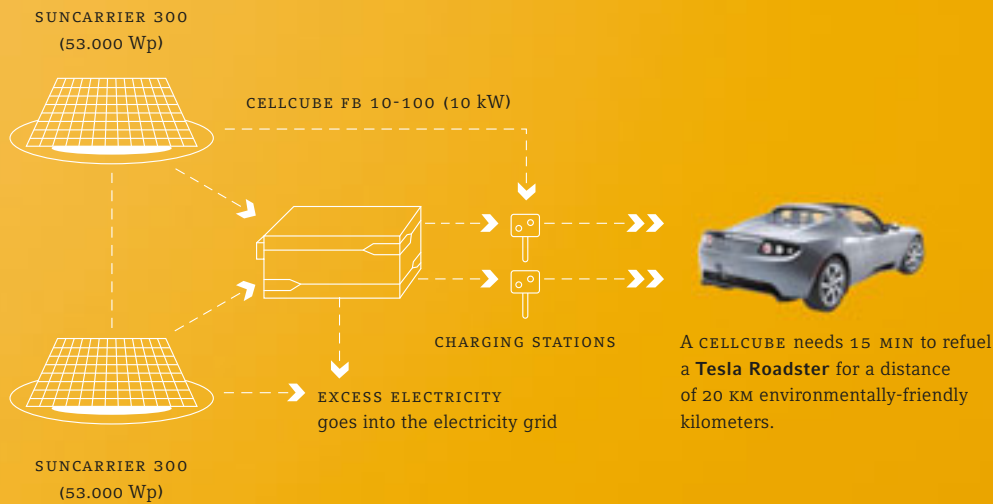 SUNCARRIER 300
(53.000 Wp)
CELLCUBE FB 10-100 (10 kW)
CHARGING STATIONS
A CELLCUBE needs 15 MIN to refuel
a Tesla Roadster for a distance
of 20 KM environmentally-friendly
kilometers.
EXCESS ELECTRICITY
goes into the electricity grid
SUNCARRIER 300
(53.000 Wp)